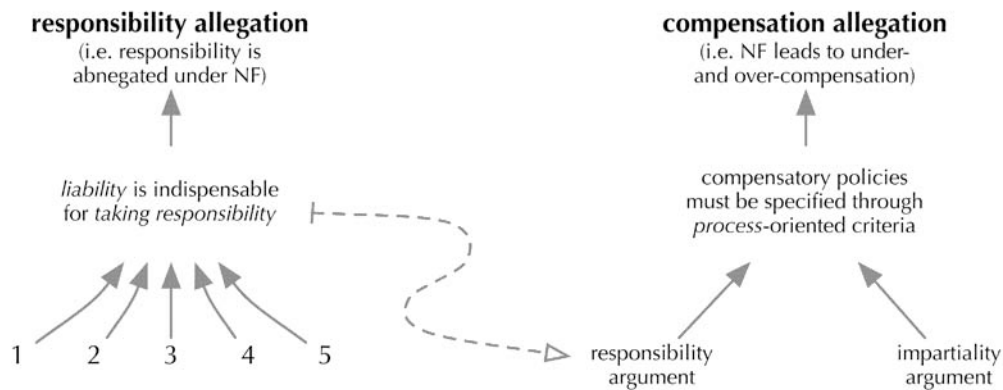 responsibility allegation
(i.e. responsibility is
abnegated under NF)
compensation allegation
(i.e. NF leads to under-
and over-compensation)
liability is indispensable
for taking responsibility
compensatory policies
must be specified through
process-oriented criteria
1 2 3 4 5
responsibility
argument
impartiality
argument